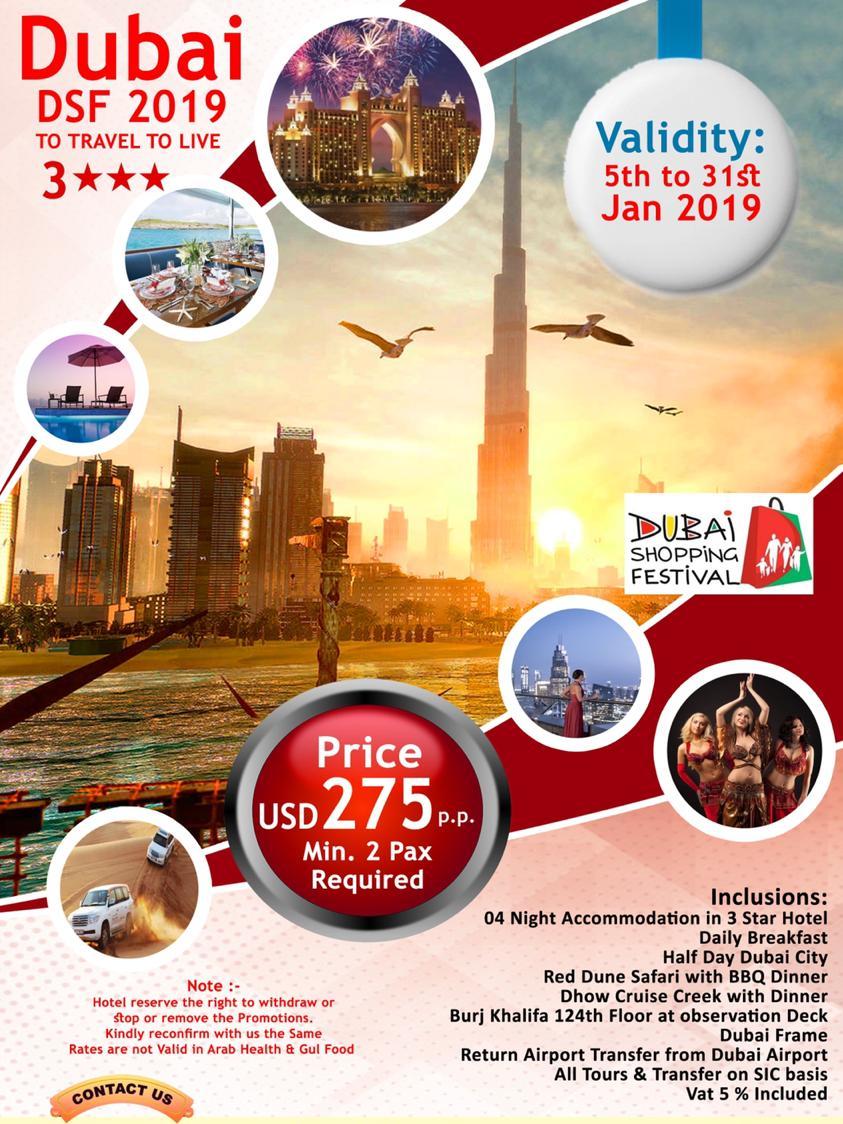 Dubai
DSF 2019
TO TRAVEL TO LIVE
3★★★
Validity:
5th to 31st
Jan 2019
DUBAI
SHOPPING
FESTIVAL
Price
USD 275 p.p.
Min. 2 Pax
Required
Inclusions:
04 Night Accommodation in 3 Star Hotel
Daily Breakfast
Half Day Dubai City
Red Dune Safari with BBQ Dinner
Dhow Cruise Creek with Dinner
Burj Khalifa 124th Floor at observation Deck
Dubai Frame
Return Airport Transfer from Dubai Airport
All Tours & Transfer on SIC basis
Vat 5 % Included
Note :-
Hotel reserve the right to withdraw or
stop or remove the Promotions.
Kindly reconfirm with us the Same
Rates are not Valid in Arab Health & Gul Food
CONTACT US